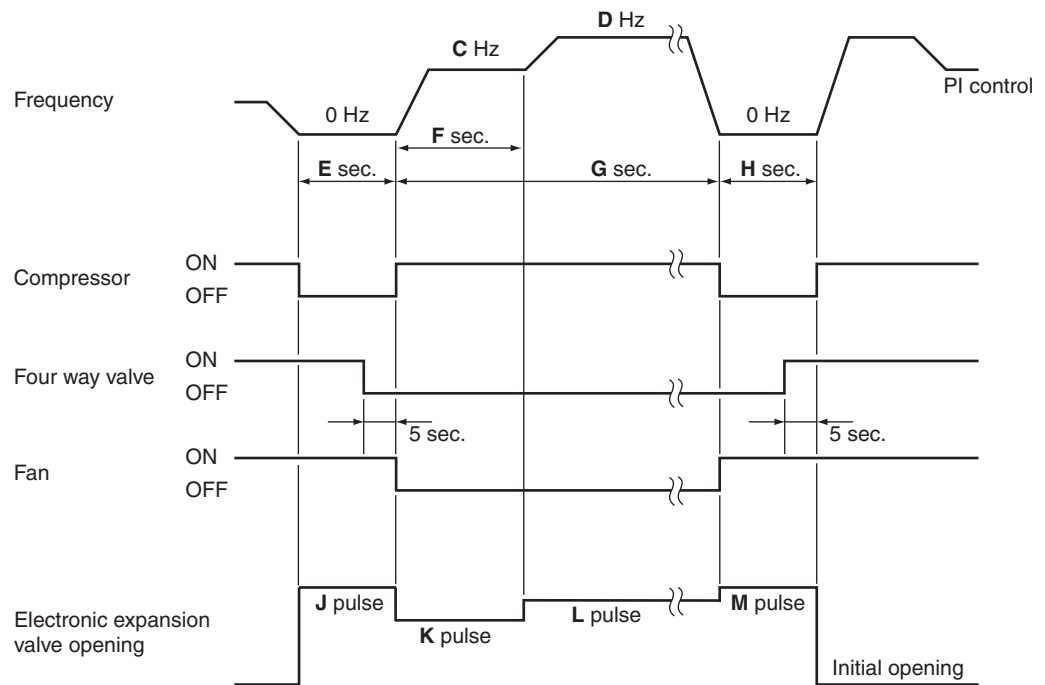 D Hz
C Hz
PI control
Frequency
0 Hz
0 Hz
F sec.
E sec.
G sec.
H sec.
ON
Compressor
OFF
ON
Four way valve
OFF
5 sec.
5 sec.
ON
Fan
OFF
J pulse
M pulse
L pulse
Electronic expansion
valve opening
K pulse
Initial opening